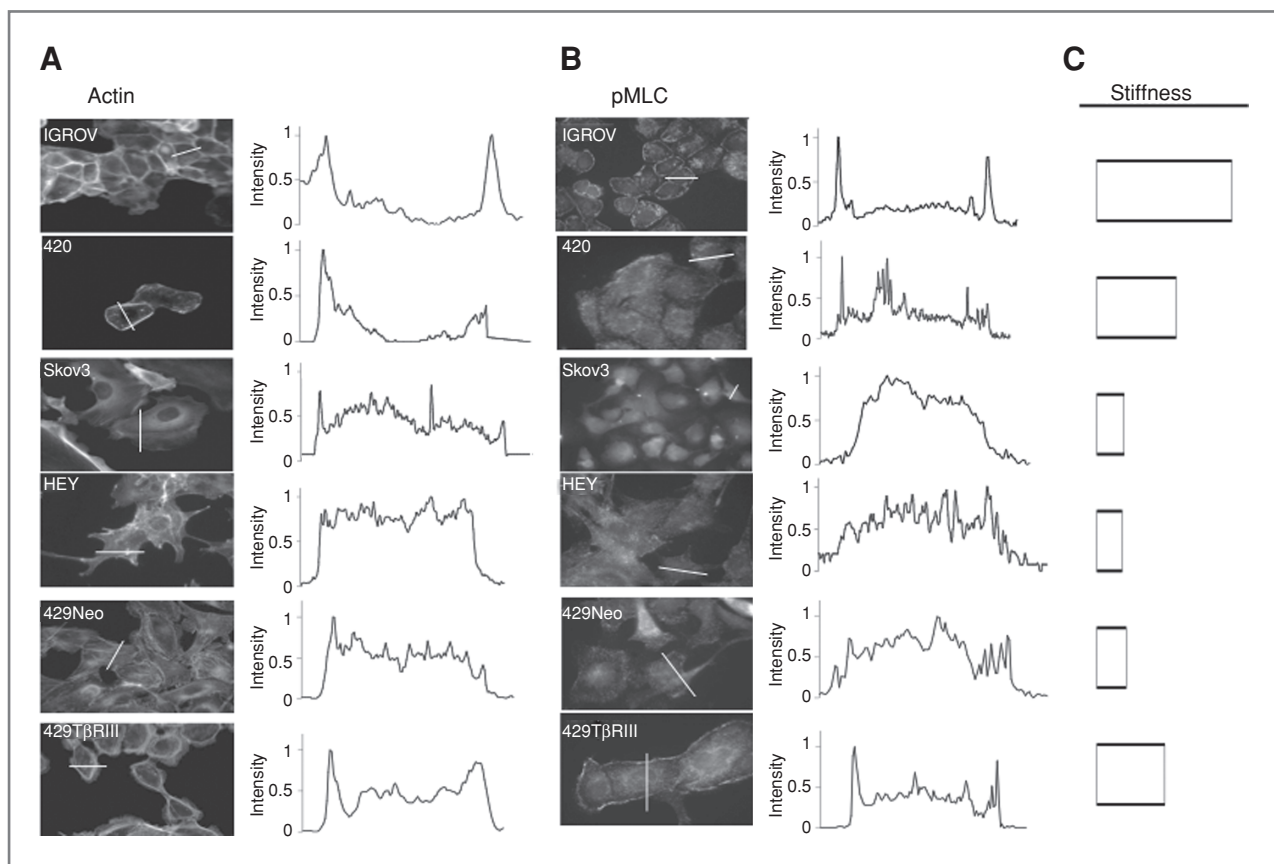 A
B
C
Actin
pMLC
Stiffness
IGROV
Intensity
1
0.5
0
IGROV
Intensity
1
0.5
0
420
Intensity
1
0.5
0
420
Intensity
1
0.5
0
Skov3
Intensity
1
0.5
0
Skov3
Intensity
1
0.5
0
HEY
Intensity
1
0.5
0
HEY
Intensity
1
0.5
0
429Neo
Intensity
1
0.5
0
429Neo
Intensity
1
0.5
0
429TβRIII
Intensity
1
0.5
0
429TβRIII
Intensity
1
0.5
0